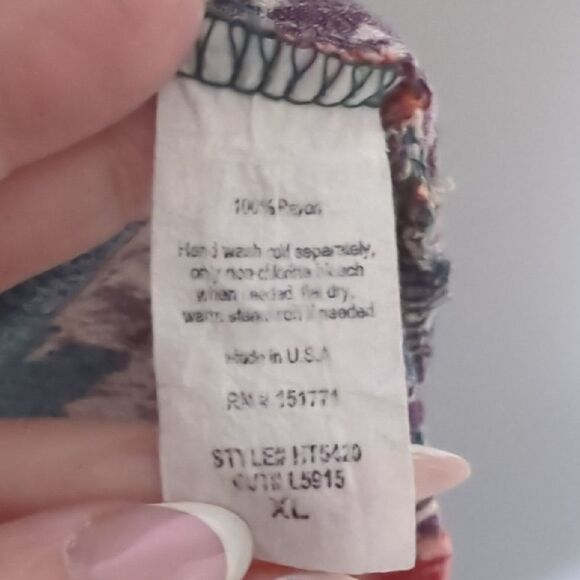 100% Rayon
Hand wash cold separately,
only non-chlorine bleach
when needed, flat dry,
warm steam iron if needed
Made in U.S.A
RN # 151771
STYLE# HT5420
CUT# L5915
XL